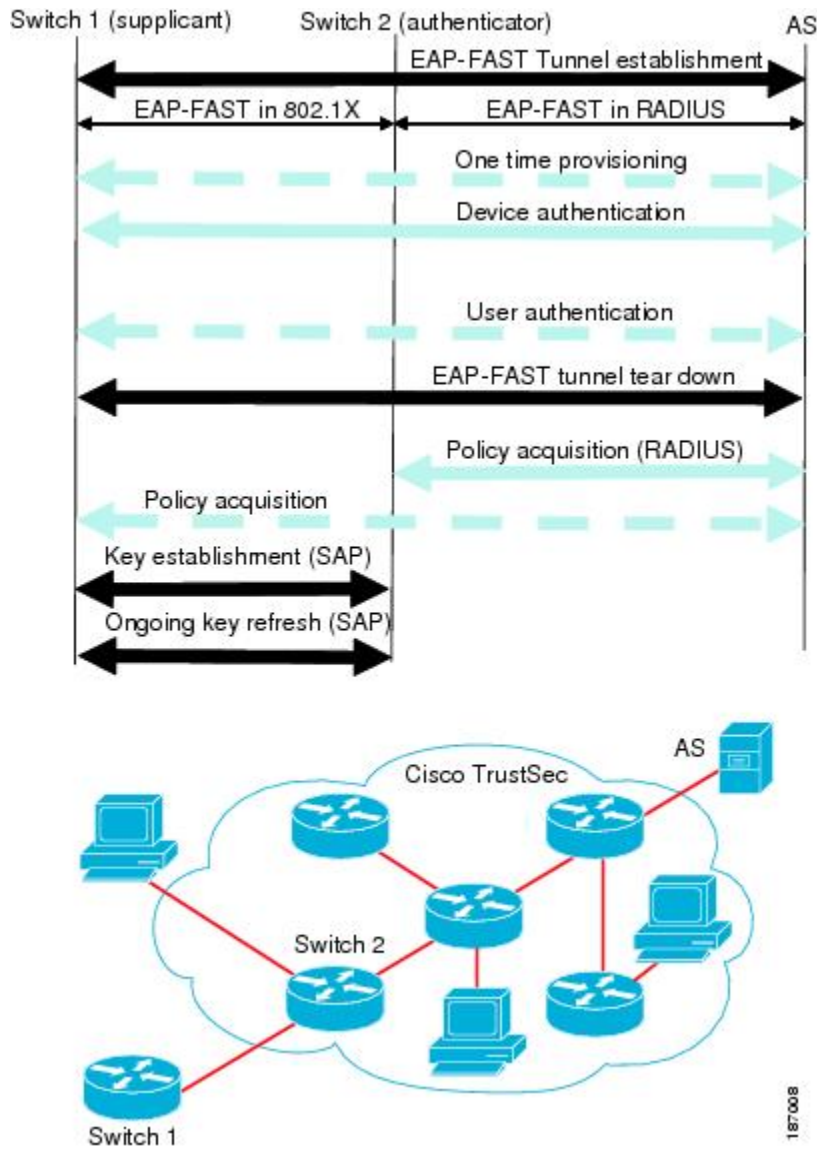 Switch 1 (supplicant)
Switch 2 (authenticator)
AS
EAP-FAST Tunnel establishment
EAP-FAST in 802.1X
EAP-FAST in RADIUS
One time provisioning
Device authentication
User authentication
EAP-FAST tunnel tear down
Policy acquisition (RADIUS)
Policy acquisition
Key establishment (SAP)
Ongoing key refresh (SAP)
AS
Cisco TrustSec
Switch 2
Switch 1
187008